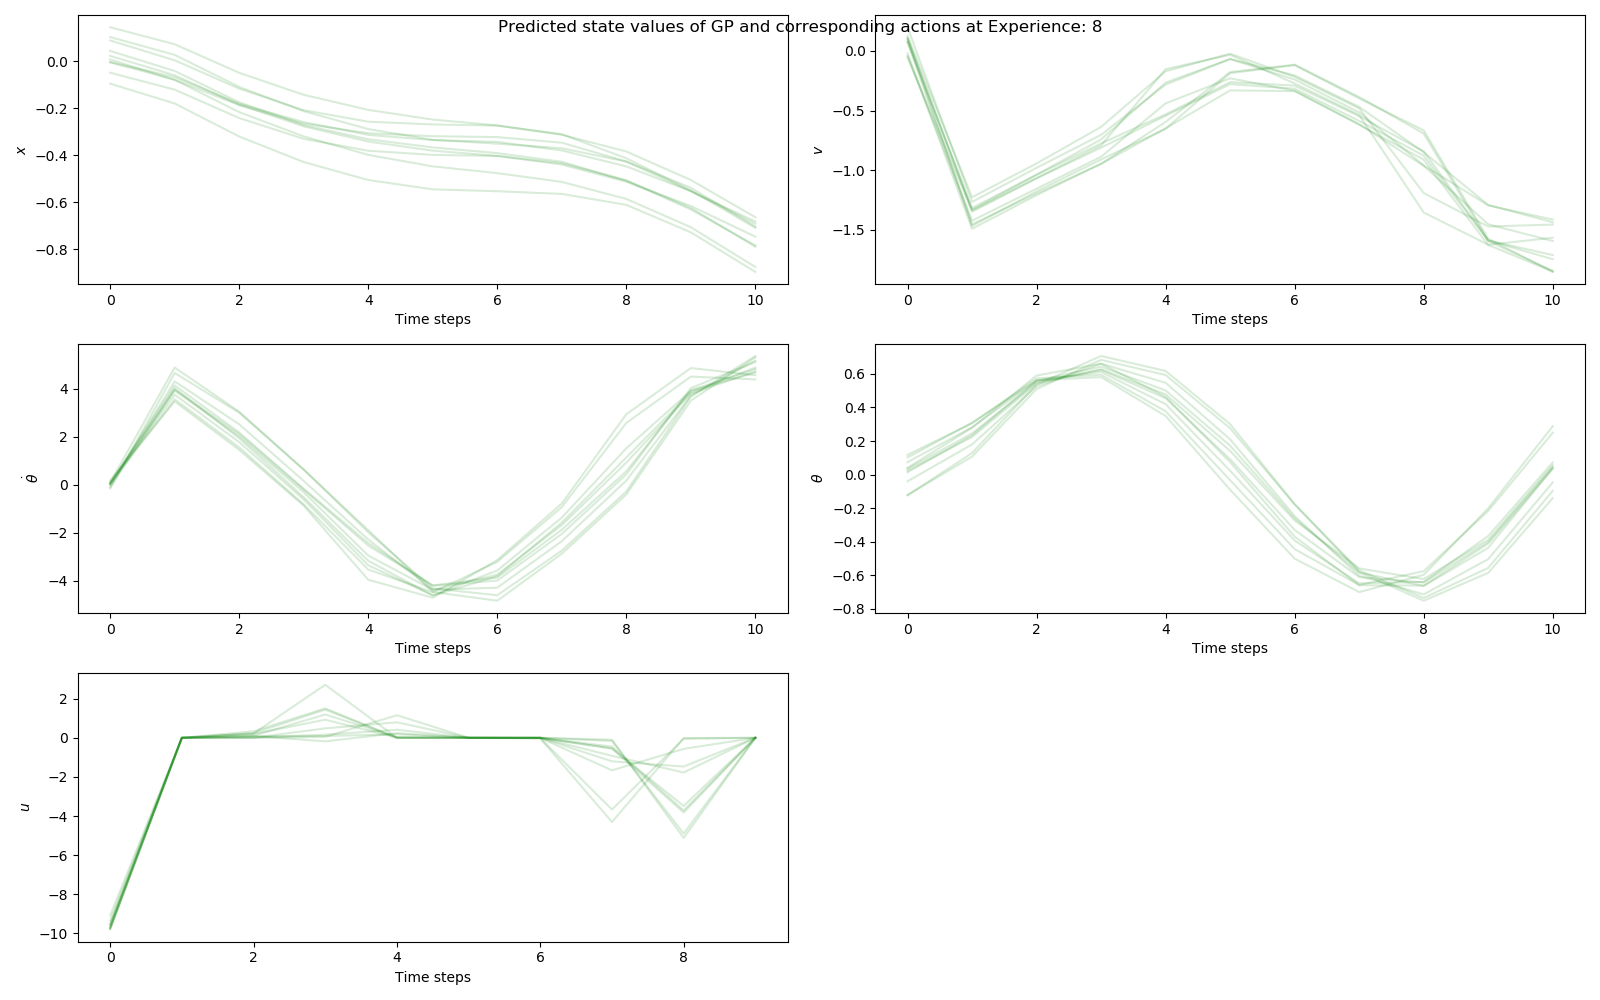 Predicted state values of GP and corresponding actions at Experience: 8
0.0
−0.2
−0.4
−0.6
−0.8
x
0 2 4 6 8 10
Time steps
0.0
−0.5
−1.0
−1.5
v
0 2 4 6 8 10
Time steps
4
2
0
−2
−4
θ̇
0 2 4 6 8 10
Time steps
0.6
0.4
0.2
0.0
−0.2
−0.4
−0.6
−0.8
θ
0 2 4 6 8 10
Time steps
2
0
−2
−4
−6
−8
−10
u
0 2 4 6 8
Time steps